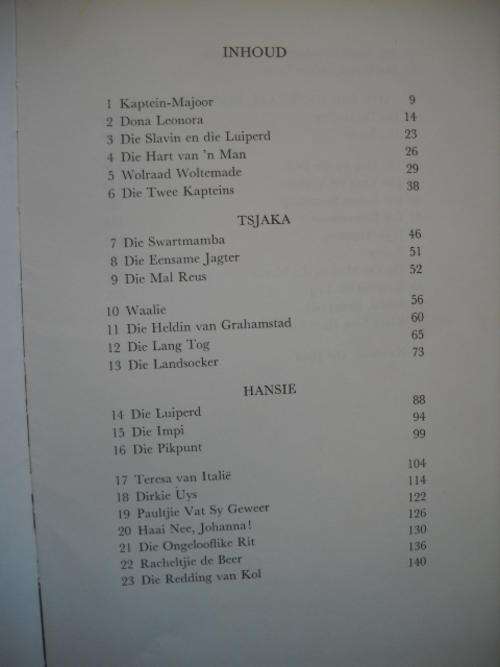 INHOUD
1 Kaptein-Majoor 9
2 Dona Leonora 14
3 Die Slavin en die Luiperd 23
4 Die Hart van 'n Man 26
5 Wolraad Woltemade 29
6 Die Twee Kapteins 38
TSJAKA
7 Die Swartmamba 46
8 Die Eensame Jagter 51
9 Die Mal Reus 52
10 Waalie 56
11 Die Heldin van Grahamstad 60
12 Die Lang Tog 65
13 Die Landsoeker 73
HANSIE
14 Die Luiperd 88
15 Die Impi 94
16 Die Pikpunt 99
17 Teresa van Italië 104
18 Dirkie Uys 114
19 Paultjie Vat Sy Geweer 122
20 Haai Nee, Johanna! 126
21 Die Ongelooflike Rit 130
22 Racheltjie de Beer 136
23 Die Redding van Kol 140